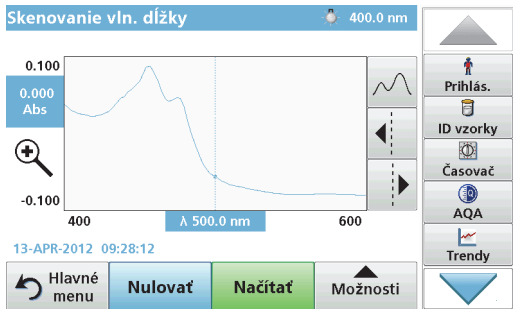 Skenovanie vln. dĺžky
400.0 nm
0.100
0.000
Abs
-0.100
400
λ 500.0 nm
600
13-APR-2012 09:28:12
Hlavné
menu
Nulovať
Načítať
Možnosti
Prihlás.
ID vzorky
Časovač
AQA
Trendy